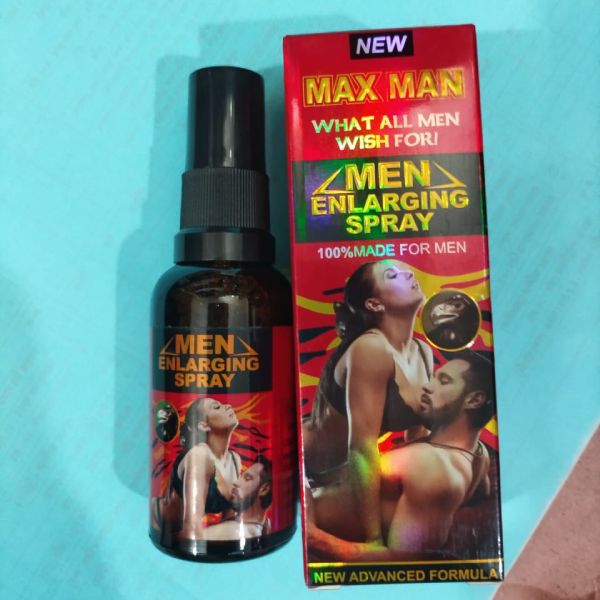 NEW
MAX MAN
WHAT ALL MEN
WISH FOR!
MEN
ENLARGING
SPRAY
100%MADE FOR MEN
NEW ADVANCED FORMULA
MEN
ENLARGING
SPRAY